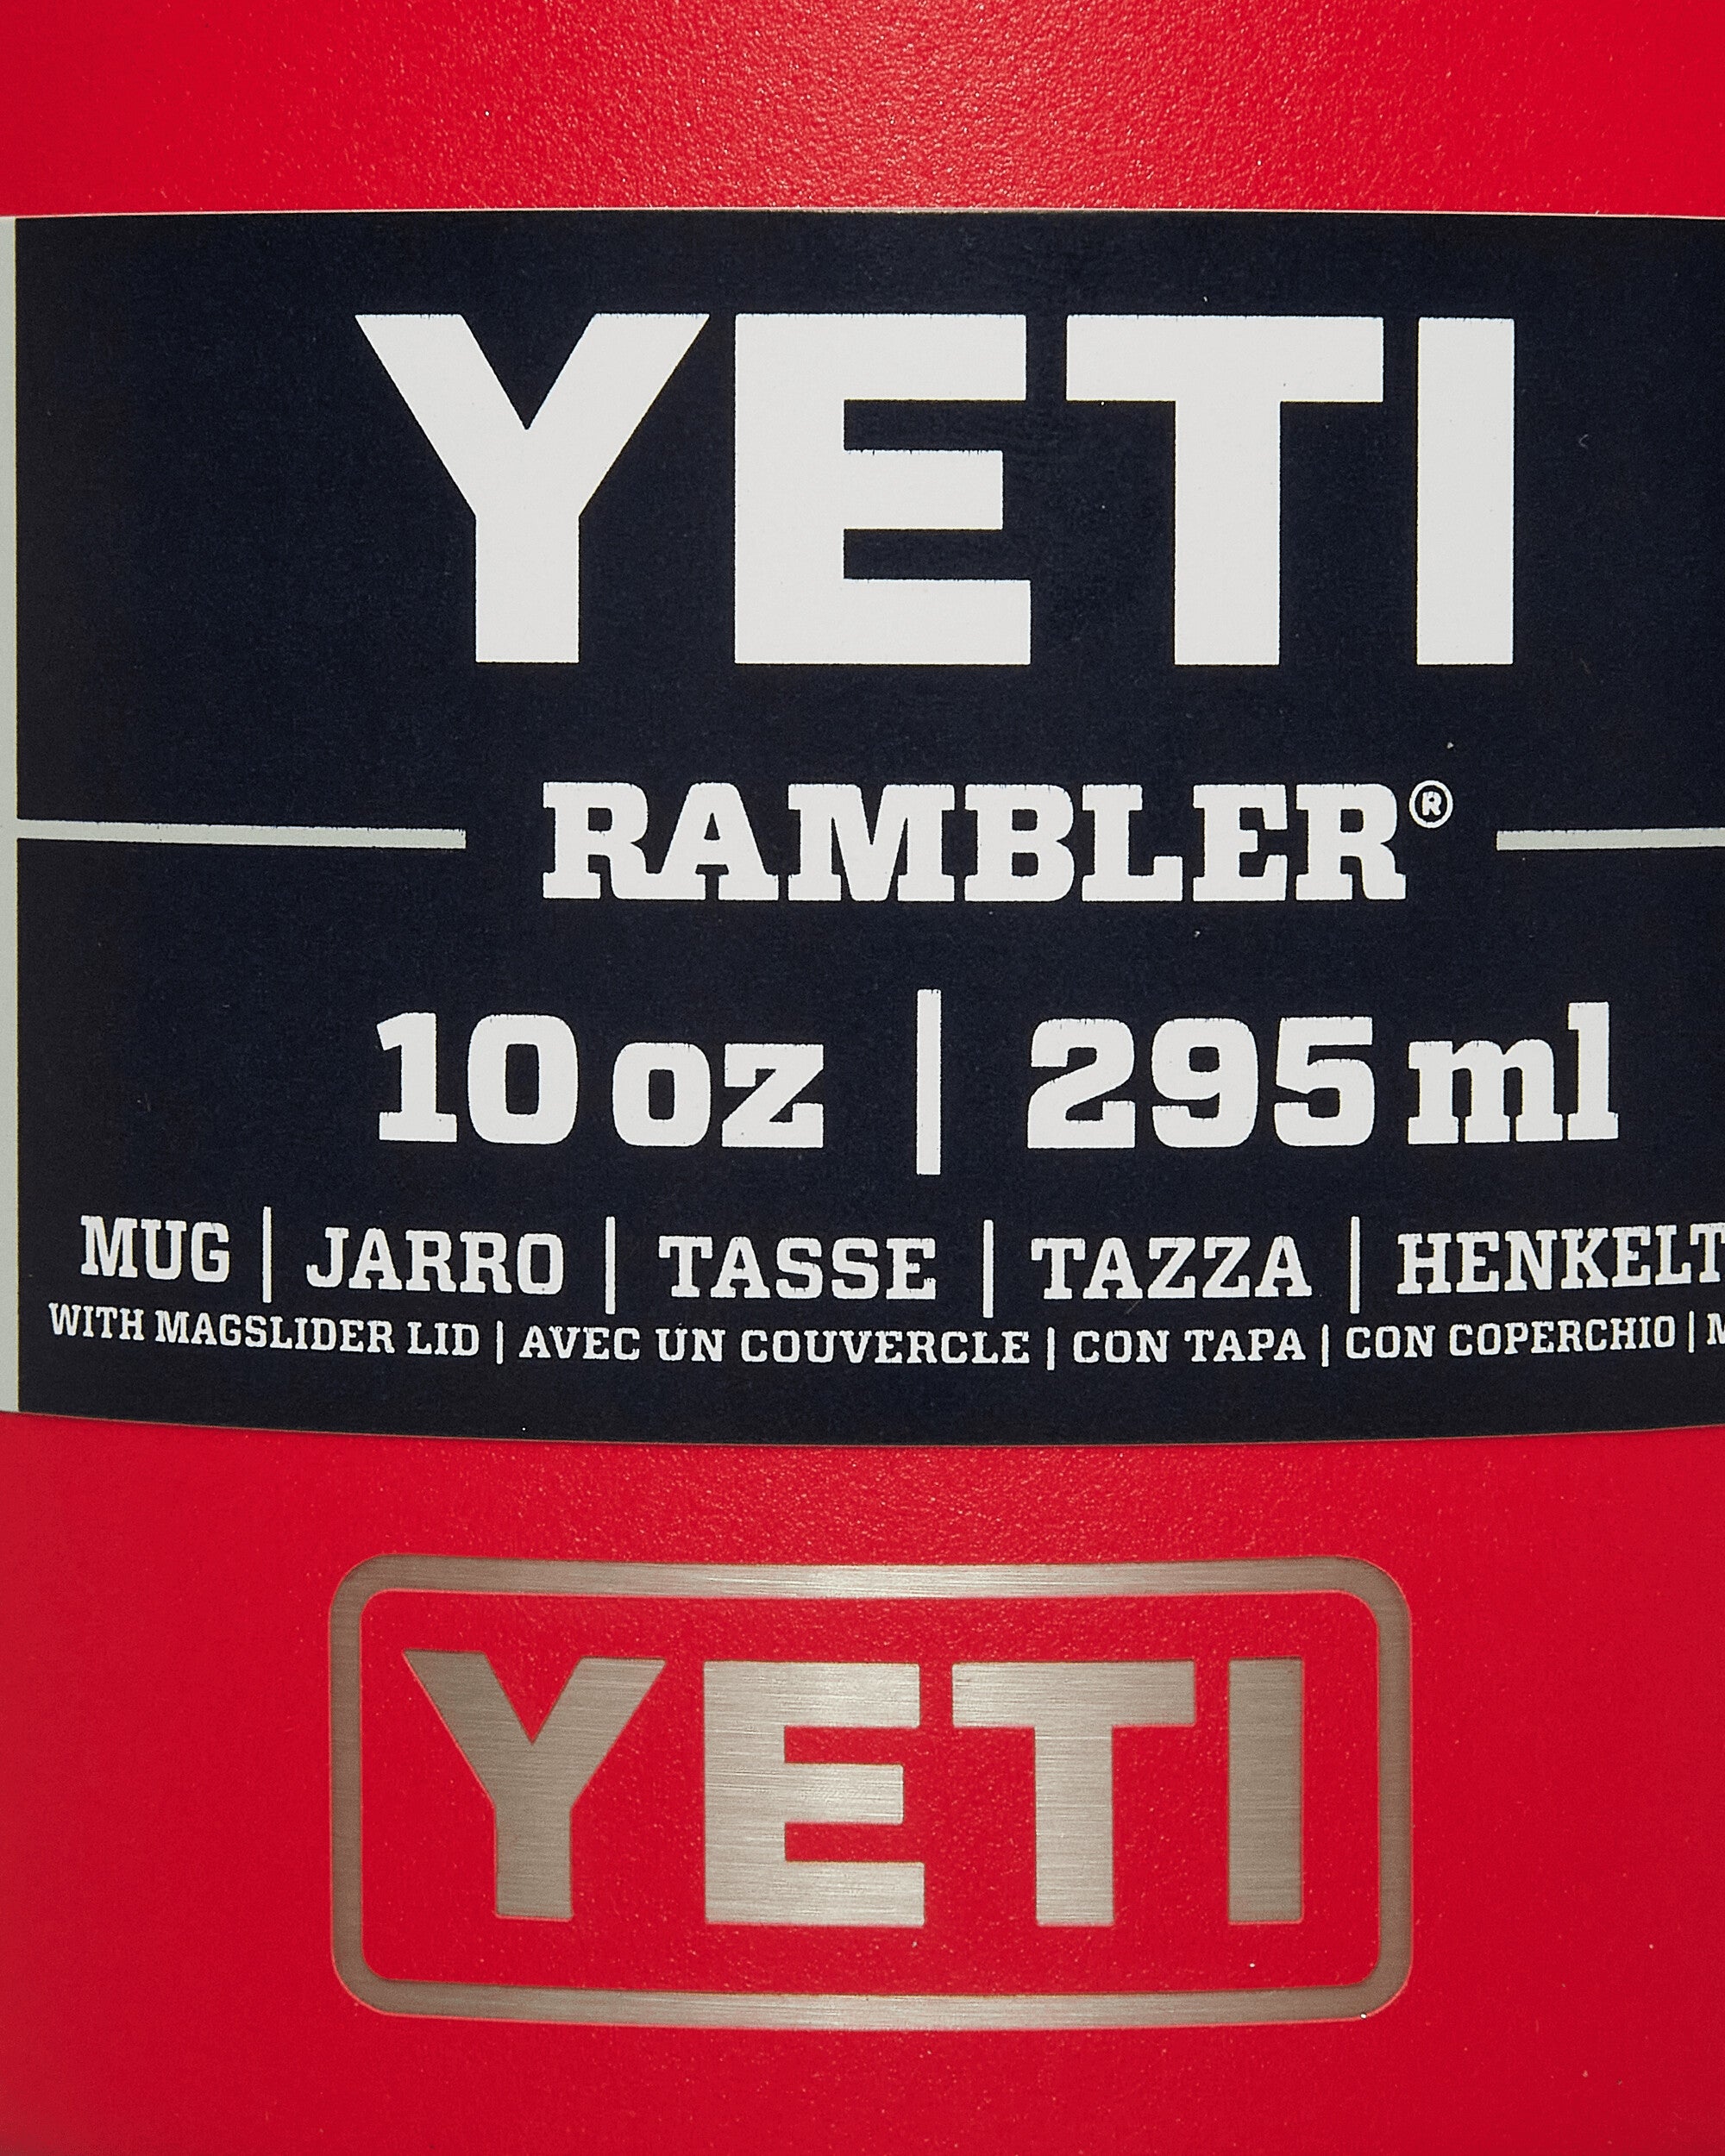 YETI
RAMBLER®
10 oz | 295 ml
MUG | JARRO | TASSE | TAZZA | HENKELT
WITH MAGSLIDER LID | AVEC UN COUVERCLE | CON TAPA | CON COPERCHIO | M
YETI